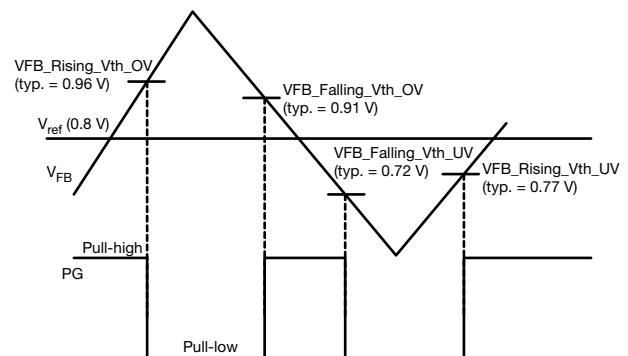 VFB_Rising_Vth_OV
(typ. = 0.96 V)
VFB_Falling_Vth_OV
(typ. = 0.91 V)
Vref (0.8 V)
VFB_Falling_Vth_UV
(typ. = 0.72 V)
VFB_Rising_Vth_UV
(typ. = 0.77 V)
VFB
Pull-high
PG
Pull-low